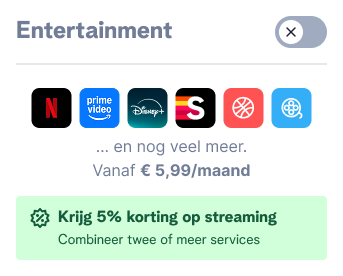 Entertainment
N prime video Disney+ S
... en nog veel meer.
Vanaf € 5,99/maand
Krijg 5% korting op streaming
Combineer twee of meer services